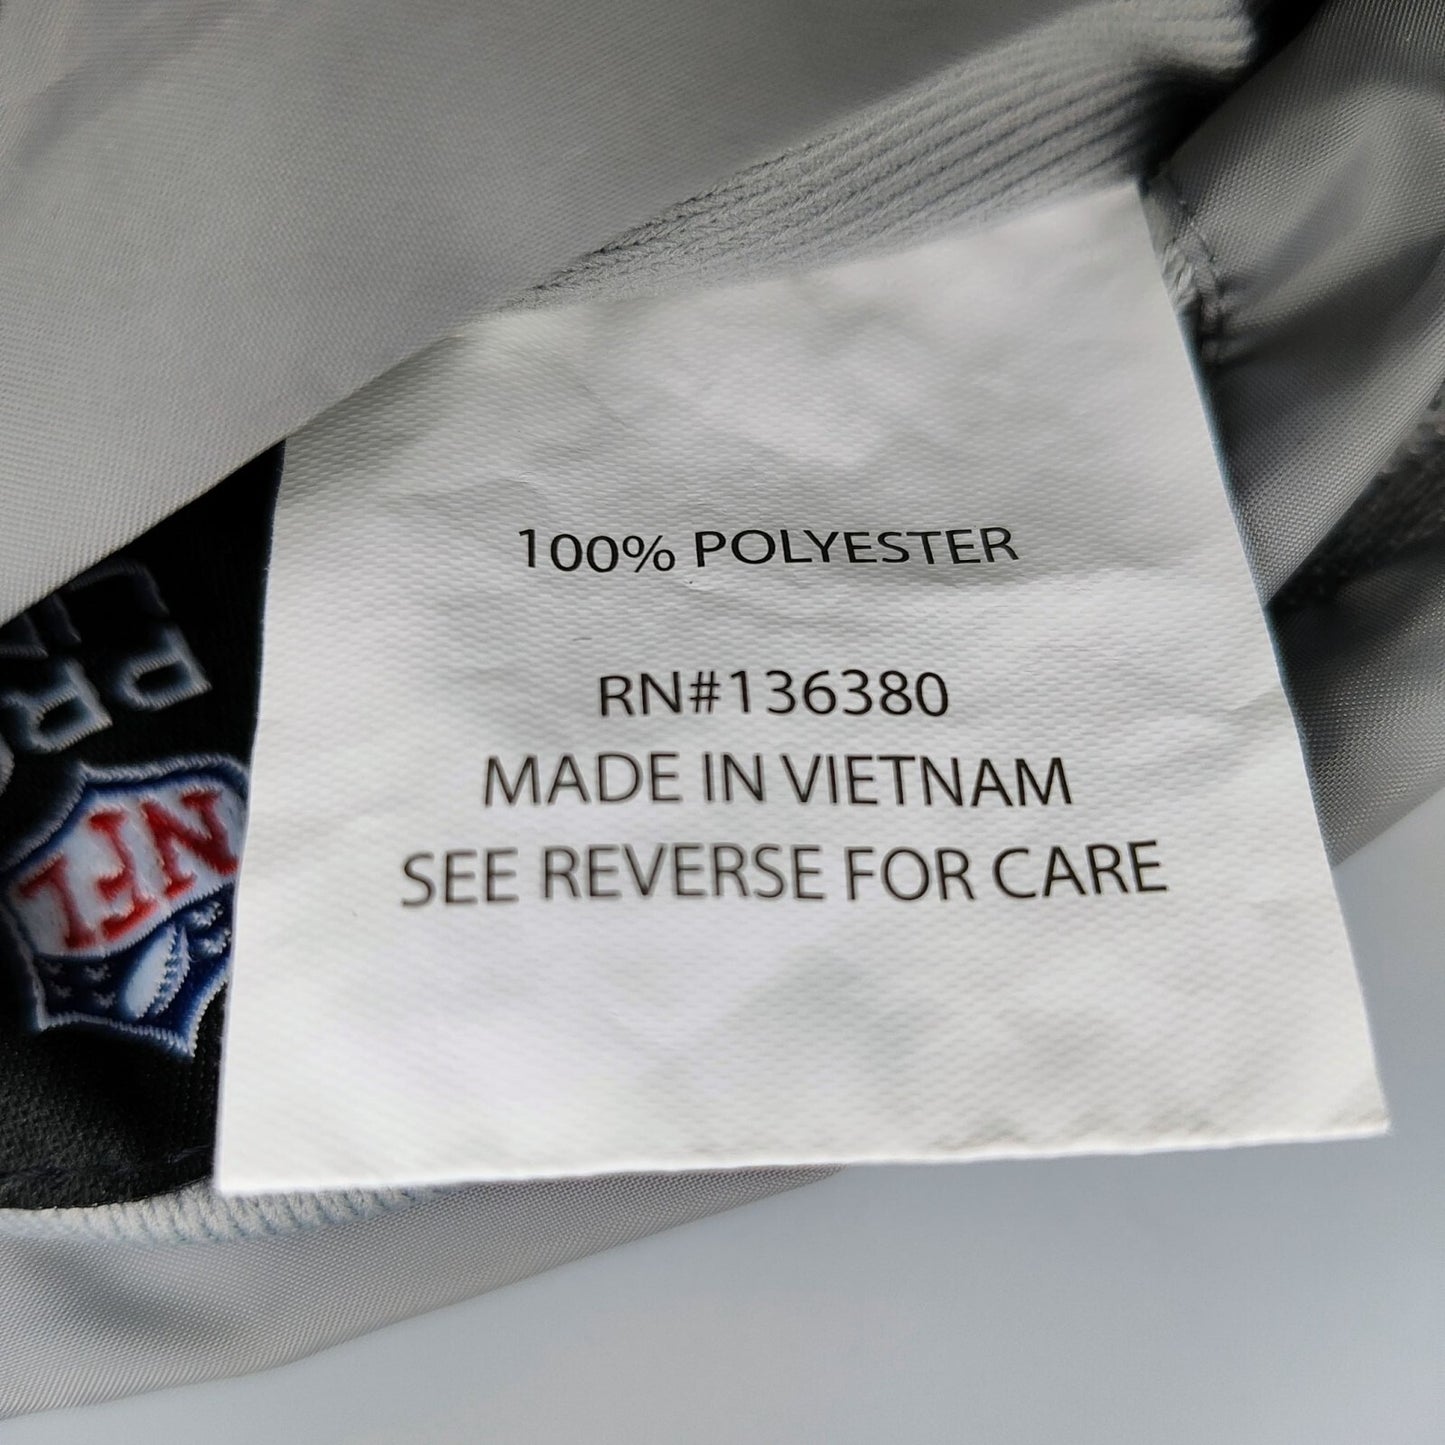 100% POLYESTER
RN#136380
MADE IN VIETNAM
SEE REVERSE FOR CARE
NFL